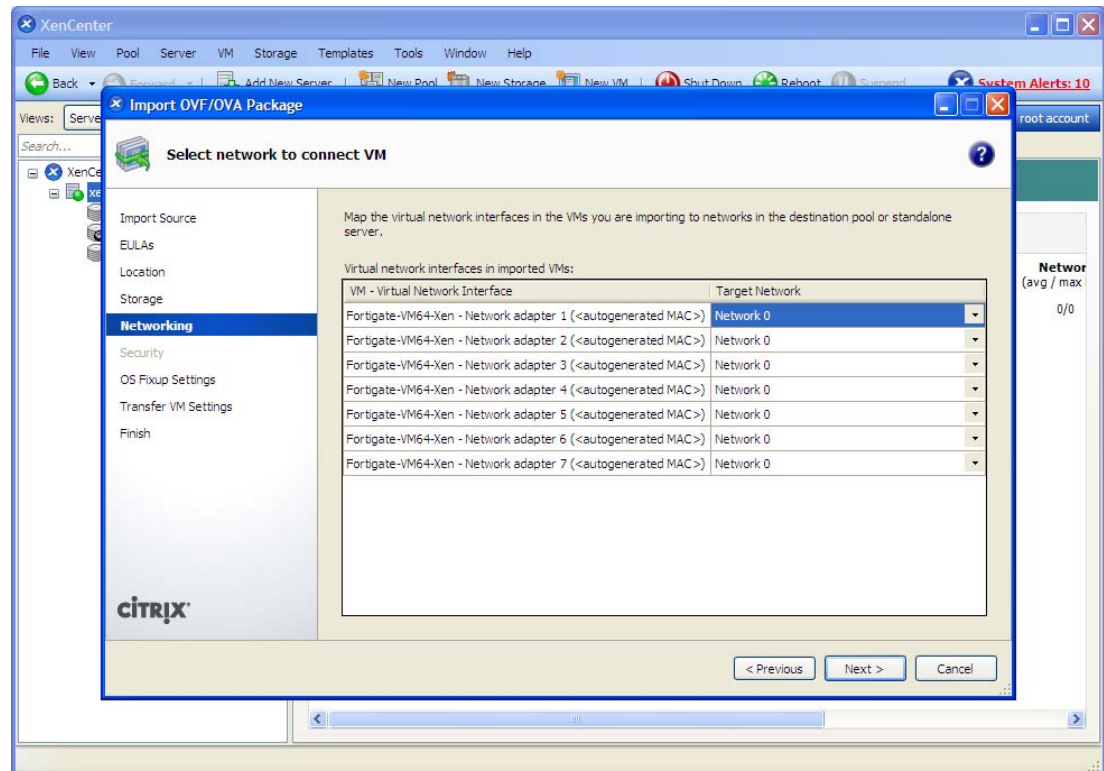 XenCenter
File View Pool Server VM Storage Templates Tools Window Help
Back Forward Add New Server New Pool New Storage New VM Shut Down Reboot Suspend System Alerts: 10
Import OVF/OVA Package
Views: Serve
root account
Search...
Select network to connect VM
XenCe
xe
Import Source
EULAs
Location
Storage
Networking
Security
OS Fixup Settings
Transfer VM Settings
Finish
Map the virtual network interfaces in the VMs you are importing to networks in the destination pool or standalone
server.
Virtual network interfaces in imported VMs:
VM - Virtual Network Interface Target Network
Fortigate-VM64-Xen - Network adapter 1 (<autogenerated MAC>) Network 0
Fortigate-VM64-Xen - Network adapter 2 (<autogenerated MAC>) Network 0
Fortigate-VM64-Xen - Network adapter 3 (<autogenerated MAC>) Network 0
Fortigate-VM64-Xen - Network adapter 4 (<autogenerated MAC>) Network 0
Fortigate-VM64-Xen - Network adapter 5 (<autogenerated MAC>) Network 0
Fortigate-VM64-Xen - Network adapter 6 (<autogenerated MAC>) Network 0
Fortigate-VM64-Xen - Network adapter 7 (<autogenerated MAC>) Network 0
Networ
(avg / max
0/0
CİTRIX
< Previous Next > Cancel